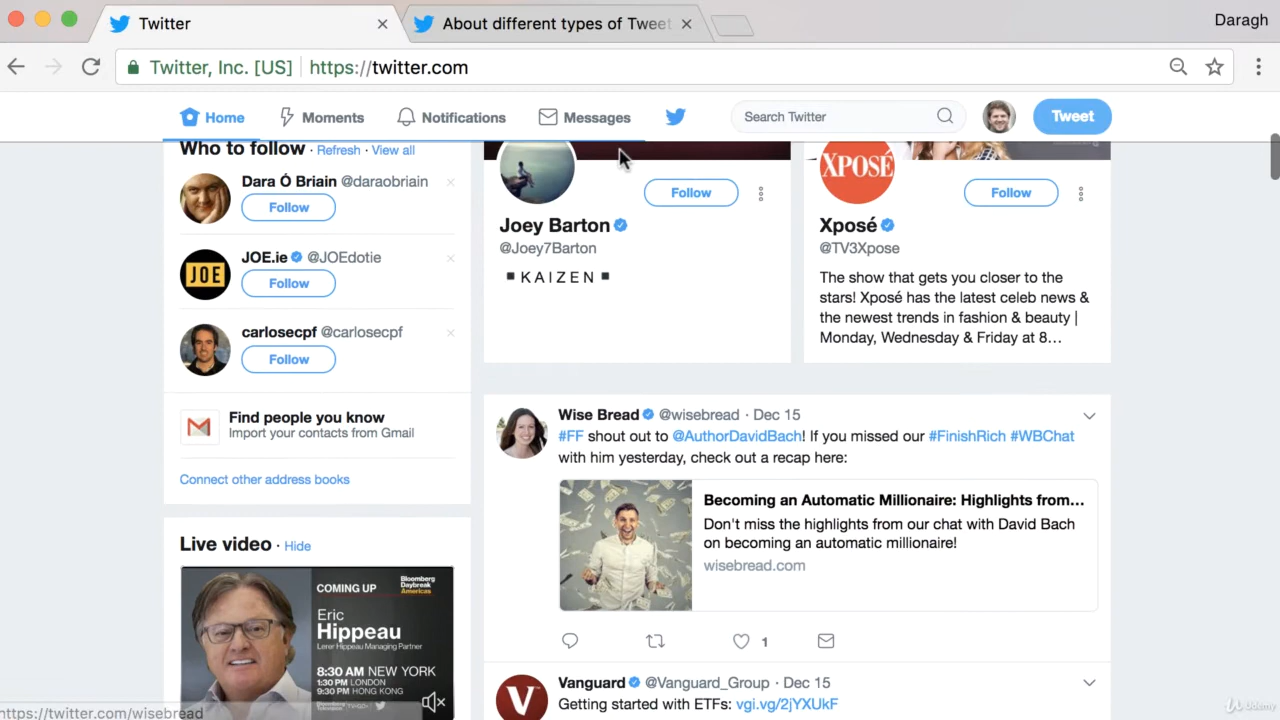 Twitter
About different types of Tweet
Daragh
Twitter, Inc. [US]
https://twitter.com
Home
Moments
Notifications
Messages
Search Twitter
Tweet
Who to follow · Refresh · View all
Dara Ó Briain @daraobriain
Follow
JOE
JOE.ie @JOEdotie
Follow
carlosecpf @carlosecpf
Follow
Find people you know
Import your contacts from Gmail
Connect other address books
Live video · Hide
COMING UP
Bloomberg
Daybreak
Americas
Eric
Hippeau
Lerer Hippeau Managing Partner
8:30 AM NEW YORK
1:30 PM LONDON
9:30 PM HONG KONG
https://twitter.com/wisebread
Follow
Joey Barton
@Joey7Barton
▪ K A I Z E N ▪
XPOSÉ
Follow
Xposé
@TV3Xpose
The show that gets you closer to the
stars! Xposé has the latest celeb news &
the newest trends in fashion & beauty |
Monday, Wednesday & Friday at 8…
Wise Bread @wisebread · Dec 15
#FF shout out to @AuthorDavidBach! If you missed our #FinishRich #WBChat
with him yesterday, check out a recap here:
Becoming an Automatic Millionaire: Highlights from...
Don't miss the highlights from our chat with David Bach
on becoming an automatic millionaire!
wisebread.com
1
V
Vanguard @Vanguard_Group · Dec 15
Getting started with ETFs: vgi.vg/2jYXUkF
Udemy